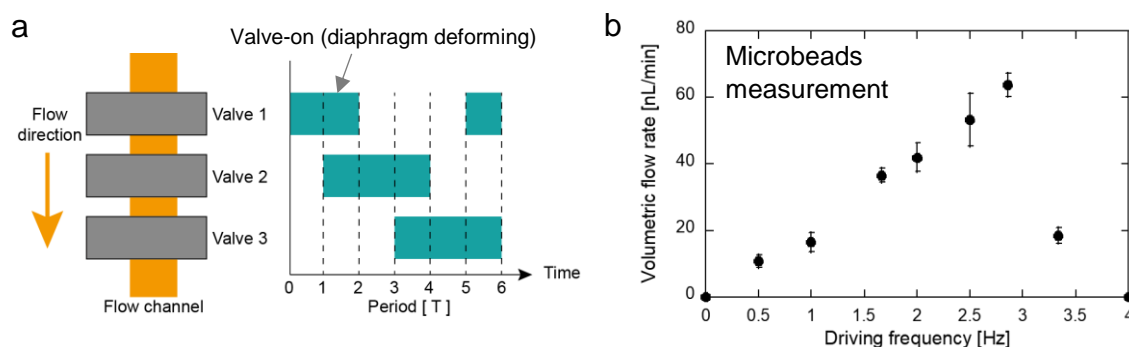 a
Valve-on (diaphragm deforming)
Flow
direction
Valve 1
Valve 2
Valve 3
Flow channel
0 1 2 3 4 5 6
Time
Period [ T ]
b
Microbeads
measurement
Volumetric flow rate [nL/min]
80
60
40
20
0
0 0.5 1 1.5 2 2.5 3 3.5 4
Driving frequency [Hz]